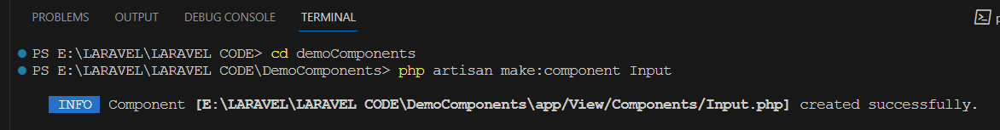 PROBLEMS OUTPUT DEBUG CONSOLE TERMINAL
PS E:\LARAVEL\LARAVEL CODE> cd demoComponents
PS E:\LARAVEL\LARAVEL CODE\DemoComponents> php artisan make:component Input
INFO Component [E:\LARAVEL\LARAVEL CODE\DemoComponents\app/View/Components/Input.php] created successfully.